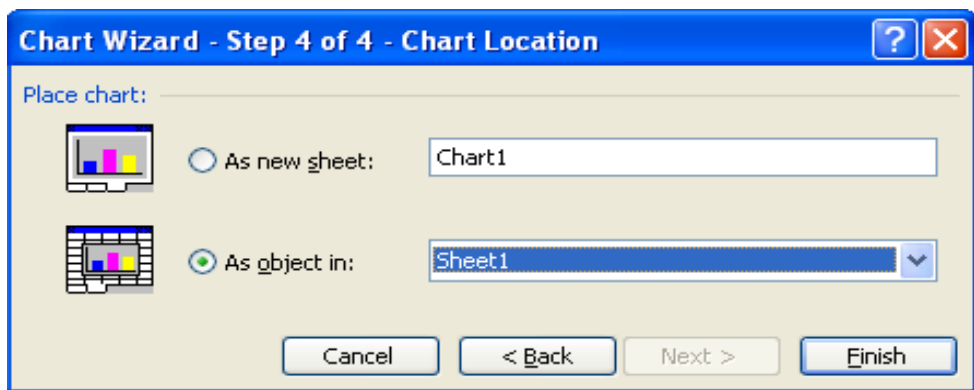 Chart Wizard - Step 4 of 4 - Chart Location
Place chart:
As new sheet: Chart1
As object in: Sheet1
Cancel < Back Next > Finish